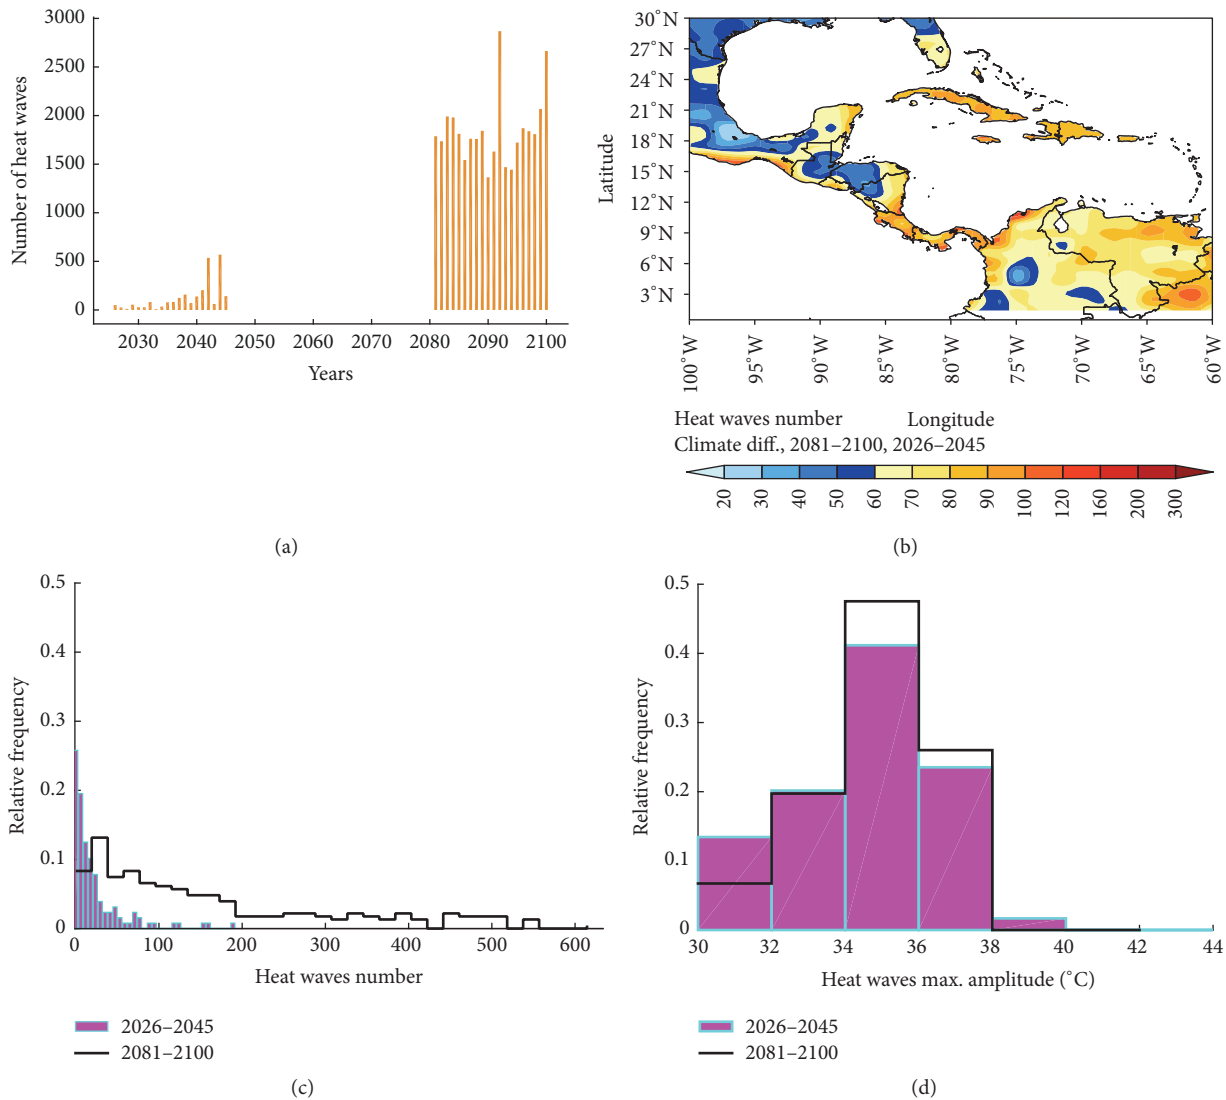 3000
2500
2000
1500
1000
500
0
Number of heat waves
2030 2040 2050 2060 2070 2080 2090 2100
Years
(a)
30°N
27°N
24°N
21°N
18°N
15°N
12°N
9°N
6°N
3°N
Latitude
100°W 95°W 90°W 85°W 80°W 75°W 70°W 65°W 60°W
Heat waves number Longitude
Climate diff., 2081–2100, 2026–2045
20 30 40 50 60 70 80 90 100 120 160 200 300
(b)
0.5
0.4
0.3
0.2
0.1
0
Relative frequency
0 100 200 300 400 500 600
Heat waves number
2026–2045
2081–2100
(c)
0.5
0.4
0.3
0.2
0.1
0
Relative frequency
30 32 34 36 38 40 42 44
Heat waves max. amplitude (°C)
2026–2045
2081–2100
(d)